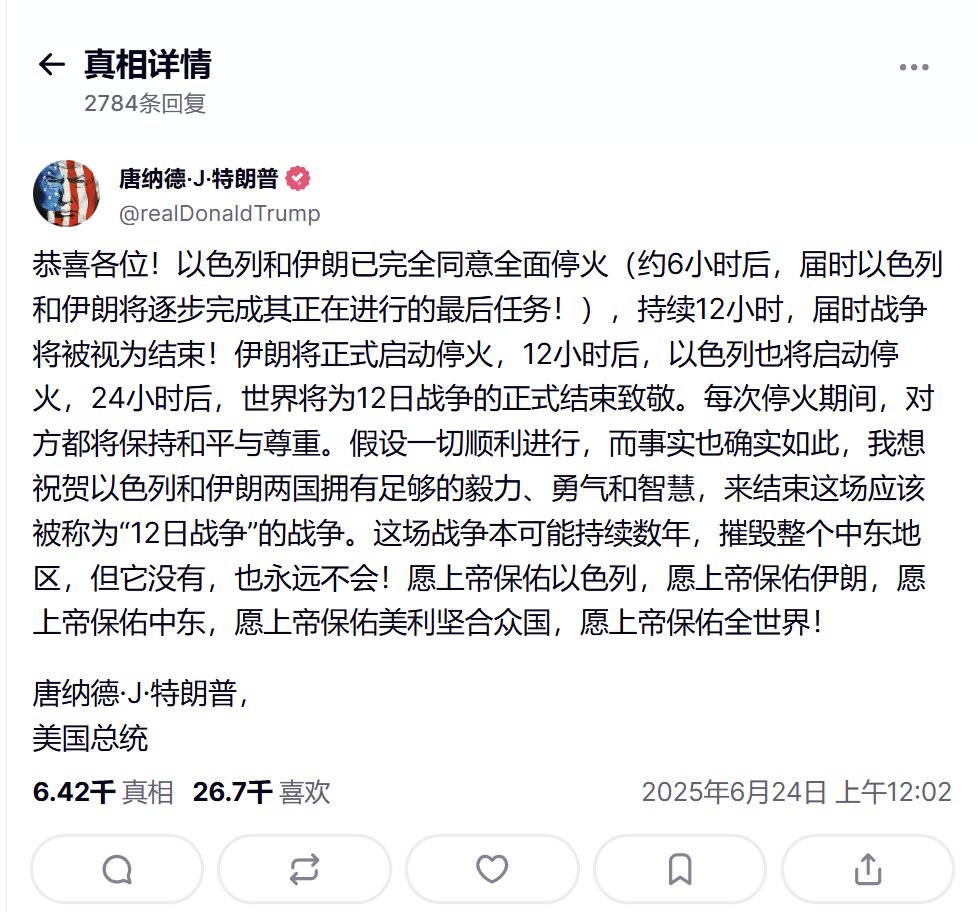 真相详情
2784条回复
唐纳德·J·特朗普
@realDonaldTrump
恭喜各位！以色列和伊朗已完全同意全面停火（约6小时后，届时以色列
和伊朗将逐步完成其正在进行的最后任务！），持续12小时，届时战争
将被视为结束！伊朗将正式启动停火，12小时后，以色列也将启动停
火，24小时后，世界将为12日战争的正式结束致敬。每次停火期间，对
方都将保持和平与尊重。假设一切顺利进行，而事实也确实如此，我想
祝贺以色列和伊朗两国拥有足够的毅力、勇气和智慧，来结束这场应该
被称为“12日战争”的战争。这场战争本可能持续数年，摧毁整个中东地
区，但它没有，也永远不会！愿上帝保佑以色列，愿上帝保佑伊朗，愿
上帝保佑中东，愿上帝保佑美利坚合众国，愿上帝保佑全世界！
唐纳德·J·特朗普，
美国总统
6.42千 真相 26.7千 喜欢 2025年6月24日 上午12:02